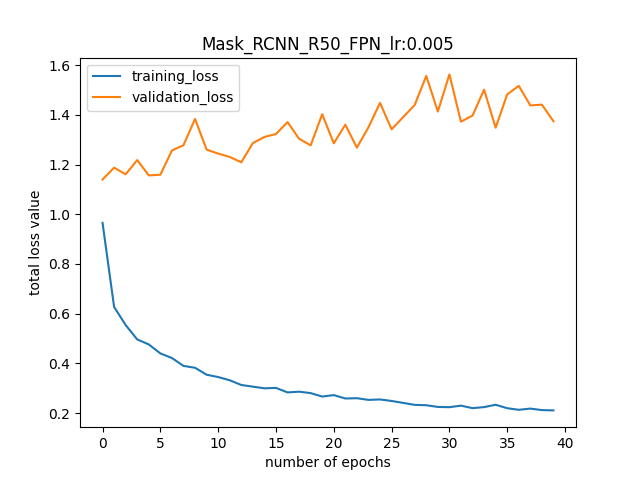 Mask_RCNN_R50_FPN_lr:0.005
training_loss
validation_loss
total loss value
1.6
1.4
1.2
1.0
0.8
0.6
0.4
0.2
0 5 10 15 20 25 30 35 40
number of epochs